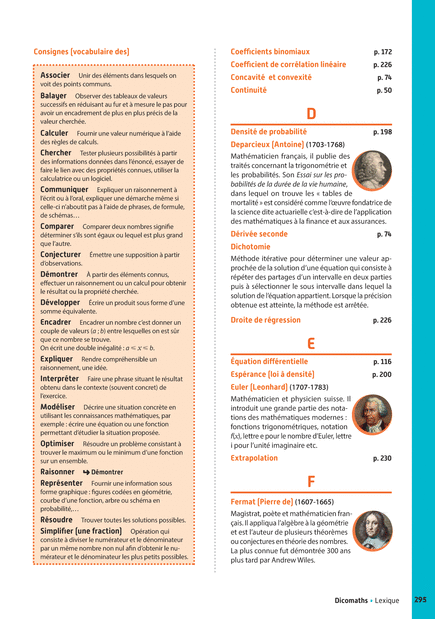 Consignes [vocabulaire des]
Associer Unir des éléments dans lesquels on
voit des points communs.
Balayer Observer des tableaux de valeurs
successifs en réduisant au fur et à mesure le pas pour
avoir un encadrement de plus en plus précis de la
valeur cherchée.
Calculer Fournir une valeur numérique à l'aide
des règles de calculs.
Chercher Tester plusieurs possibilités à partir
des informations données dans l'énoncé, essayer de
faire le lien avec des propriétés connues, utiliser la
calculatrice ou un logiciel.
Communiquer Expliquer un raisonnement à
l'écrit ou à l'oral, expliquer une démarche même si
celle-ci n'aboutit pas à l'aide de phrases, de formule,
de schémas…
Comparer Comparer deux nombres signifie
déterminer s'ils sont égaux ou lequel est plus grand
que l'autre.
Conjecturer Émettre une supposition à partir
d'observations.
Démontrer À partir des éléments connus,
effectuer un raisonnement ou un calcul pour obtenir
le résultat ou la propriété cherchée.
Développer Écrire un produit sous forme d'une
somme équivalente.
Encadrer Encadrer un nombre c'est donner un
couple de valeurs (a ; b) entre lesquelles on est sûr
que ce nombre se trouve.
On écrit une double inégalité : a ⩽ x ⩽ b.
Expliquer Rendre compréhensible un
raisonnement, une idée.
Interpréter Faire une phrase situant le résultat
obtenu dans le contexte (souvent concret) de
l'exercice.
Modéliser Décrire une situation concrète en
utilisant les connaissances mathématiques, par
exemple : écrire une équation ou une fonction
permettant d'étudier la situation proposée.
Optimiser Résoudre un problème consistant à
trouver le maximum ou le minimum d'une fonction
sur un ensemble.
Raisonner ↪ Démontrer
Représenter Fournir une information sous
forme graphique : figures codées en géométrie,
courbe d'une fonction, arbre ou schéma en
probabilité,…
Résoudre Trouver toutes les solutions possibles.
Simplifier [une fraction] Opération qui
consiste à diviser le numérateur et le dénominateur
par un même nombre non nul afin d'obtenir le nu-
mérateur et le dénominateur les plus petits possibles.
Coefficients binomiaux p. 172
Coefficient de corrélation linéaire p. 226
Concavité et convexité p. 74
Continuité p. 50
D
Densité de probabilité p. 198
Deparcieux [Antoine] (1703-1768)
Mathématicien français, il publie des
traités concernant la trigonométrie et
les probabilités. Son Essai sur les pro-
babilités de la durée de la vie humaine,
dans lequel on trouve les « tables de
mortalité » est considéré comme l'œuvre fondatrice de
la science dite actuarielle c'est-à-dire de l'application
des mathématiques à la finance et aux assurances.
Dérivée seconde p. 74
Dichotomie
Méthode itérative pour déterminer une valeur ap-
prochée de la solution d'une équation qui consiste à
répéter des partages d'un intervalle en deux parties
puis à sélectionner le sous intervalle dans lequel la
solution de l'équation appartient. Lorsque la précision
obtenue est atteinte, la méthode est arrêtée.
Droite de régression p. 226
E
Équation différentielle p. 116
Espérance [loi à densité] p. 200
Euler [Leonhard] (1707-1783)
Mathématicien et physicien suisse. Il
introduit une grande partie des nota-
tions des mathématiques modernes :
fonctions trigonométriques, notation
f(x), lettre e pour le nombre d'Euler, lettre
i pour l'unité imaginaire etc.
Extrapolation p. 230
F
Fermat [Pierre de] (1607-1665)
Magistrat, poète et mathématicien fran-
çais. Il appliqua l'algèbre à la géométrie
et est l'auteur de plusieurs théorèmes
ou conjectures en théorie des nombres.
La plus connue fut démontrée 300 ans
plus tard par Andrew Wiles.
Dicomaths • Lexique 295